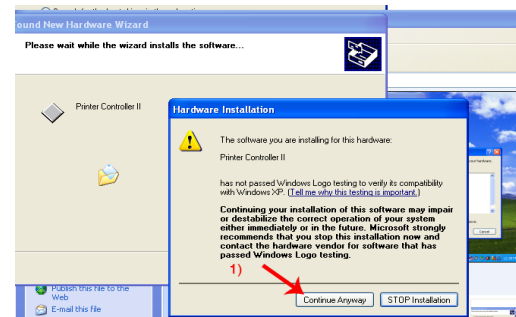 ound New Hardware Wizard
Please wait while the wizard installs the software...
Printer Controller II
Hardware Installation
The software you are installing for this hardware:
Printer Controller II
has not passed Windows Logo testing to verify its compatibility
with Windows XP. (Tell me why this testing is important.)
Continuing your installation of this software may impair
or destabilize the correct operation of your system
either immediately or in the future. Microsoft strongly
recommends that you stop this installation now and
contact the hardware vendor for software that has
passed Windows Logo testing.
1)
Continue Anyway
STOP Installation
Cancel
Publish this file to the
Web
E-mail this file